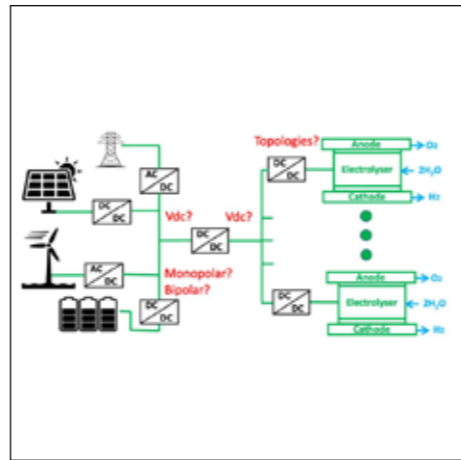 Topologies?
Anode
O₂
DC
DC
Electrolyser
2H₂O
AC
DC
Cathode
H₂
DC
DC
Vdc?
Vdc?
DC
DC
AC
DC
Monopolar?
Bipolar?
Anode
O₂
DC
DC
DC
DC
Electrolyser
2H₂O
Cathode
H₂